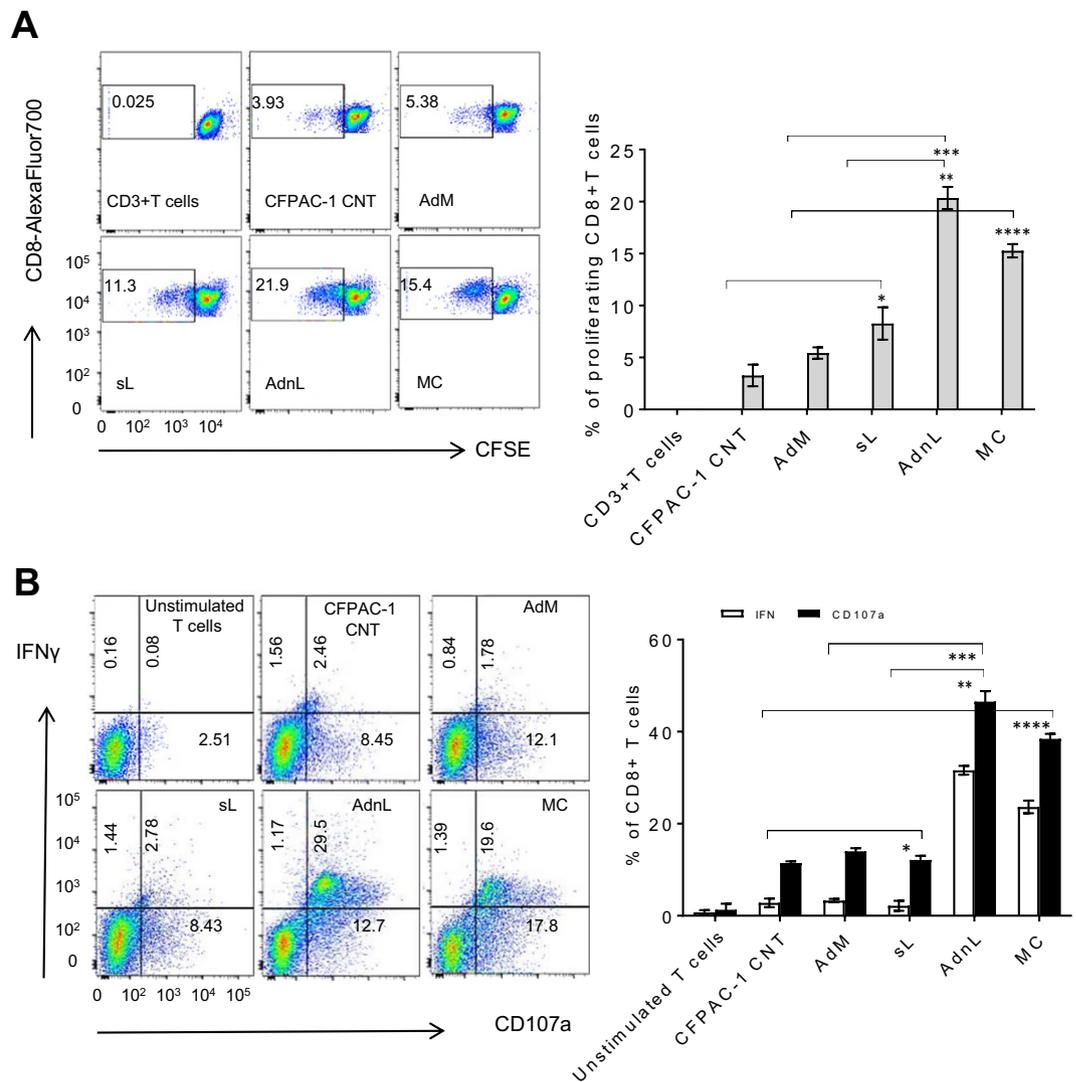 A
CD8-AlexaFluor700
0.025
3.93
5.38
CD3+T cells
CFPAC-1 CNT
AdM
11.3
21.9
15.4
sL
AdnL
MC
10⁵
10⁴
10³
10²
0
0 10² 10³ 10⁴
CFSE
% of proliferating CD8+T cells
25
20
15
10
5
0
***
**
****
*
CD3+T cells
CFPAC-1 CNT
AdM
sL
AdnL
MC
B
IFNγ
Unstimulated
T cells
0.16
0.08
2.51
CFPAC-1
CNT
1.56
2.46
8.45
AdM
0.84
1.78
12.1
sL
1.44
2.78
8.43
AdnL
1.17
29.5
12.7
MC
1.39
19.6
17.8
10⁵
10⁴
10³
10²
0
0 10² 10³ 10⁴ 10⁵
CD107a
IFN CD107a
% of CD8+ T cells
60
40
20
0
***
**
****
*
Unstimulated T cells
CFPAC-1 CNT
AdM
sL
AdnL
MC